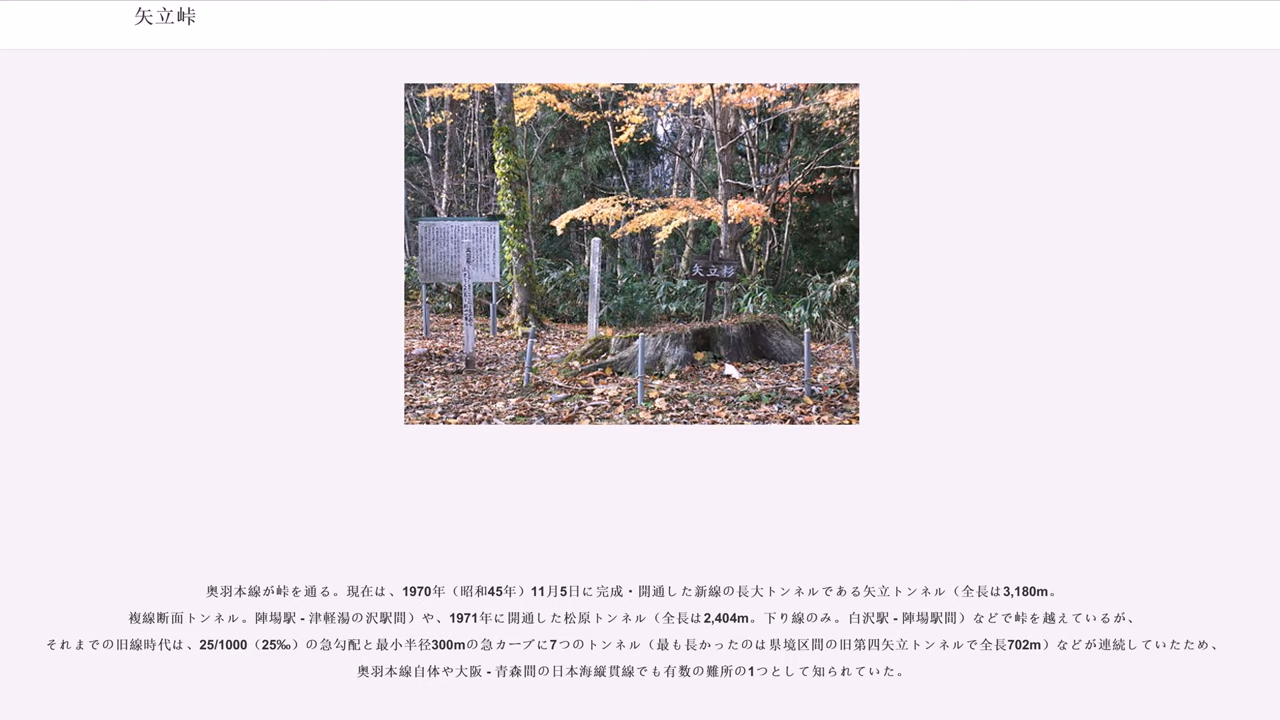 矢立峠
矢立杉
奥羽本線が峠を通る。現在は、1970年（昭和45年）11月5日に完成・開通した新線の長大トンネルである矢立トンネル（全長は3,180m。
複線断面トンネル。陣場駅 - 津軽湯の沢駅間）や、1971年に開通した松原トンネル（全長は2,404m。下り線のみ。白沢駅 - 陣場駅間）などで峠を越えているが、
それまでの旧線時代は、25/1000（25‰）の急勾配と最小半径300mの急カーブに7つのトンネル（最も長かったのは県境区間の旧第四矢立トンネルで全長702m）などが連続していたため、
奥羽本線自体や大阪 - 青森間の日本海縦貫線でも有数の難所の1つとして知られていた。